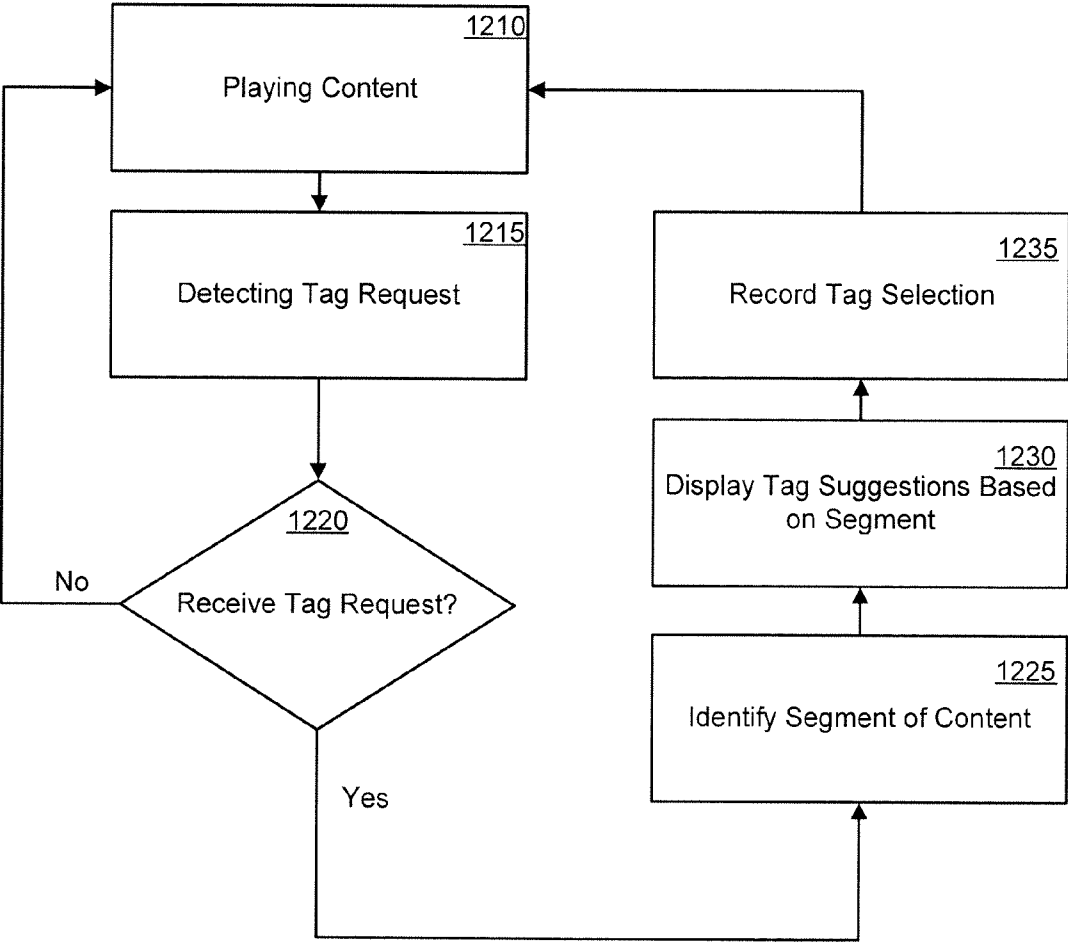 1210
Playing Content
1215
Detecting Tag Request
1220
Receive Tag Request?
No
Yes
1225
Identify Segment of Content
1230
Display Tag Suggestions Based
on Segment
1235
Record Tag Selection